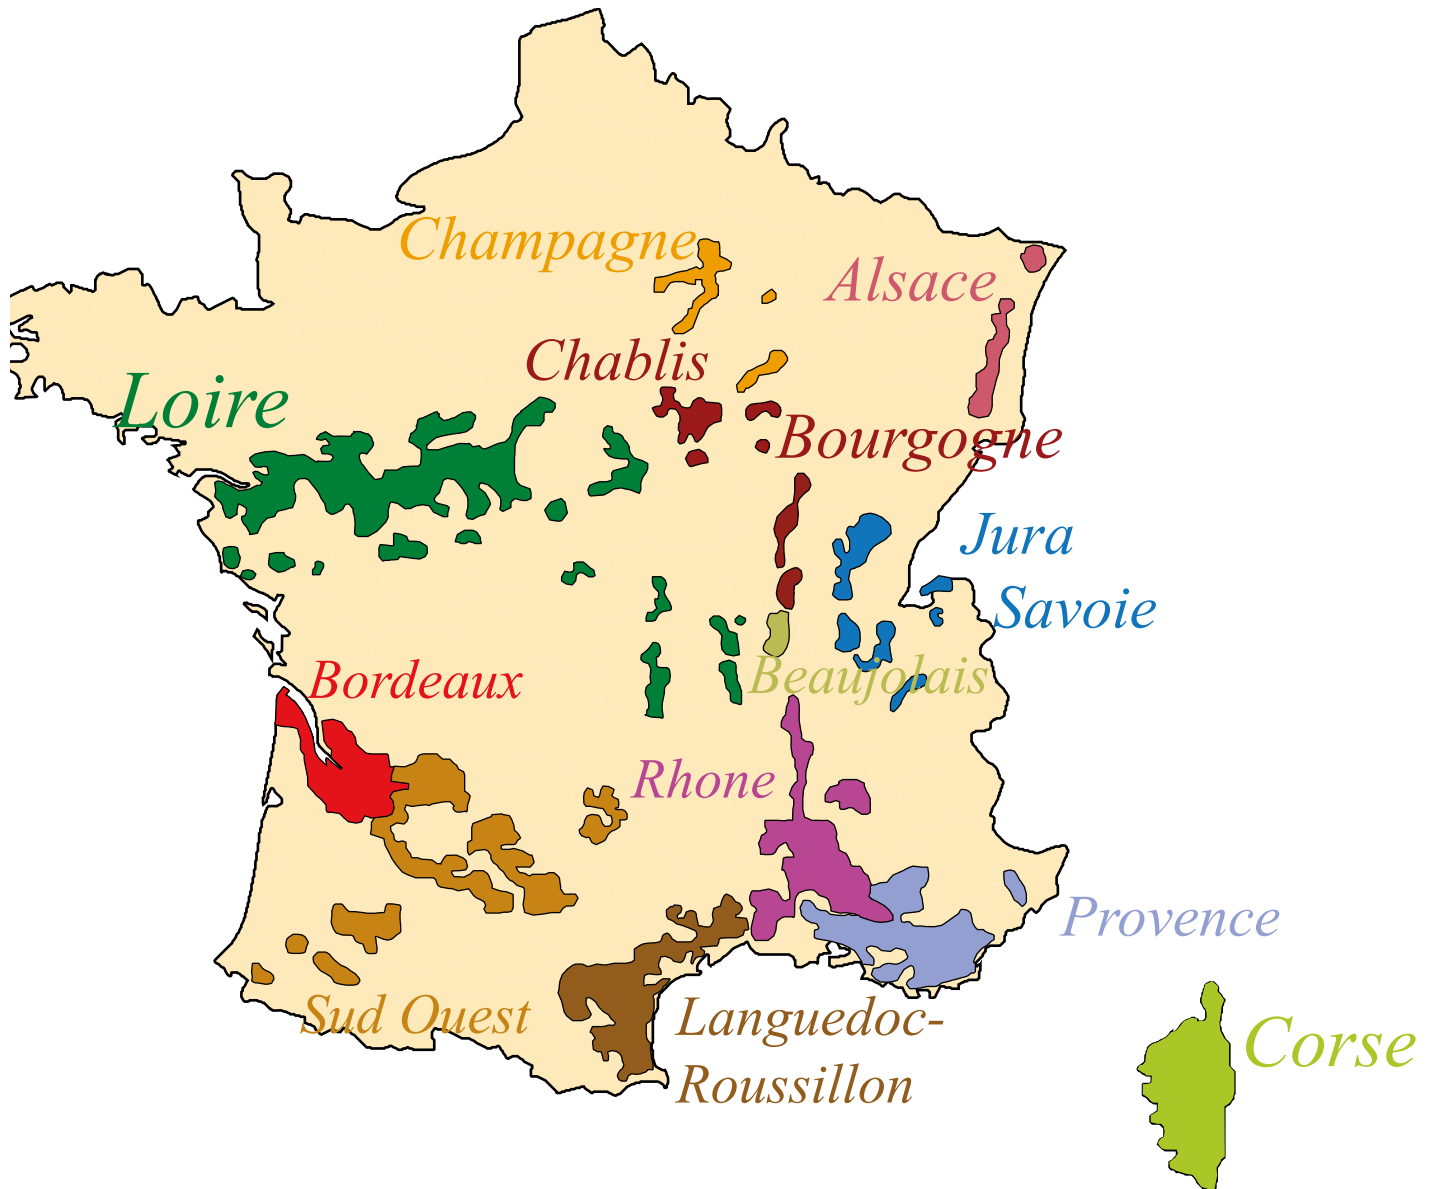 Champagne
Alsace
Chablis
Loire
Bourgogne
Jura
Savoie
Bordeaux
Beaujolais
Rhone
Provence
Sud Ouest
Languedoc-
Roussillon
Corse